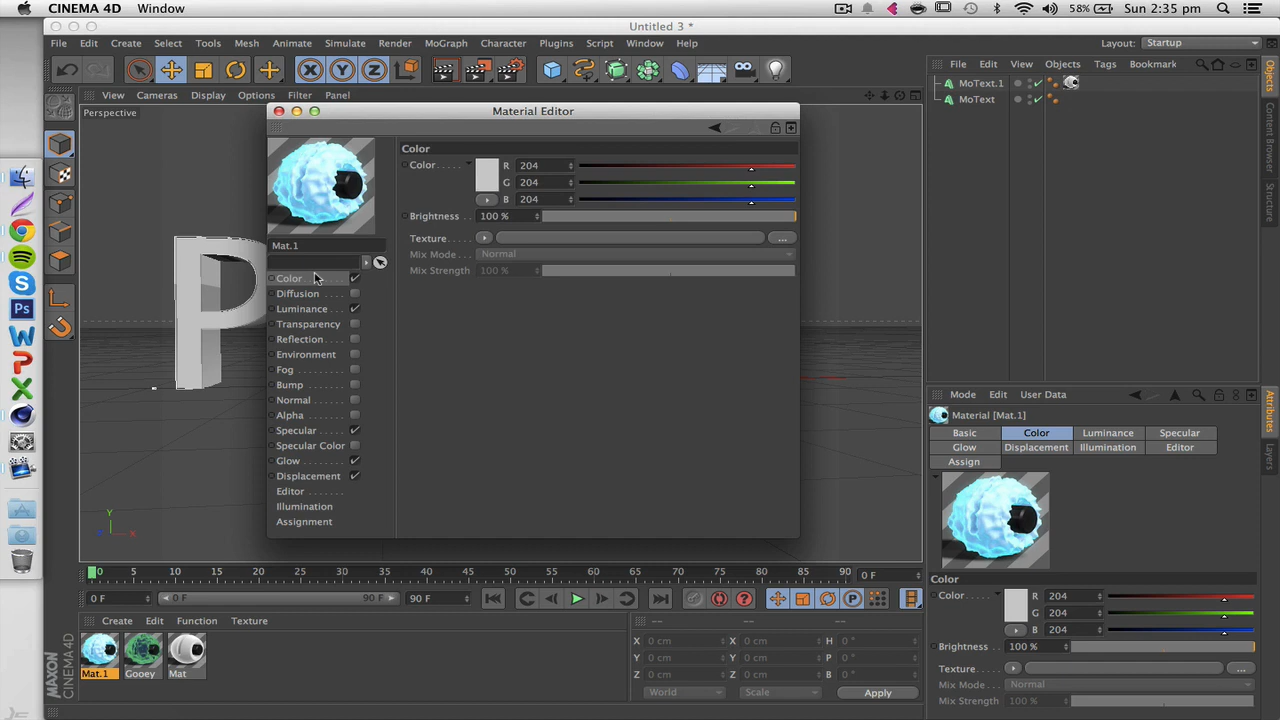 CINEMA 4D Window 58% Sun 2:35 pm
Untitled 3 *
File Edit Create Select Tools Mesh Animate Simulate Render MoGraph Character Plugins Script Window Help Layout: Startup
File Edit View Objects Tags Bookmark
MoText.1
MoText
View Cameras Display Options Filter Panel
Perspective
Material Editor
Mat.1
Color
Diffusion
Luminance
Transparency
Reflection
Environment
Fog
Bump
Normal
Alpha
Specular
Specular Color
Glow
Displacement
Editor
Illumination
Assignment
Color
Color R 204
G 204
B 204
Brightness 100 %
Texture ...
Mix Mode Normal
Mix Strength 100 %
P
Y
Z X
Objects
Content Browser
Structure
Mode Edit User Data
Material [Mat.1]
Basic Color Luminance Specular
Glow Displacement Illumination Editor
Assign
Color
Color R 204
G 204
B 204
Brightness 100 %
Texture ...
Mix Mode Normal
Mix Strength 100 %
Attributes
Layers
0 5 10 15 20 25 30 35 40 45 50 55 60 65 70 75 80 85 90 0 F
0 F 0 F 90 F 90 F
Create Edit Function Texture
Mat.1 Gooey Mat
-- -- --
X 0 cm X 0 cm H 0 °
Y 0 cm Y 0 cm P 0 °
Z 0 cm Z 0 cm B 0 °
World Scale Apply
MAXON
CINEMA 4D